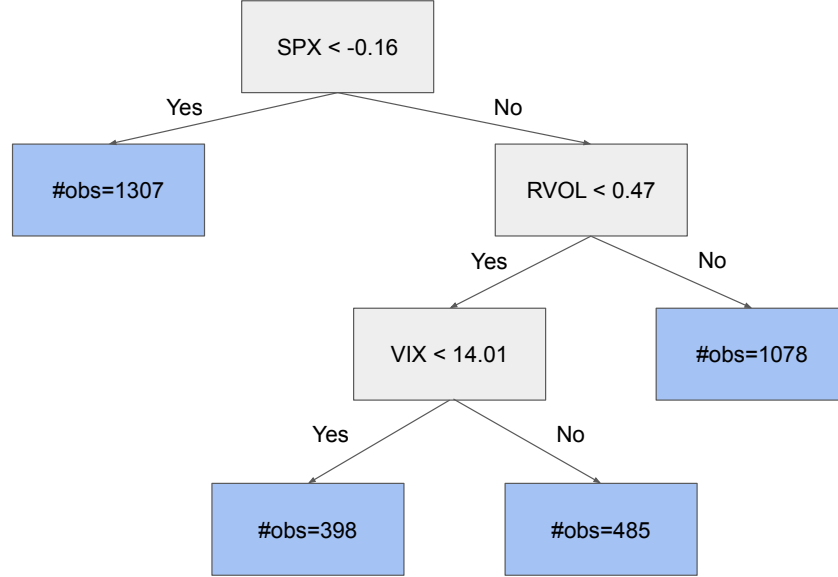 SPX < -0.16
Yes
No
#obs=1307
RVOL < 0.47
Yes
No
VIX < 14.01
#obs=1078
Yes
No
#obs=398
#obs=485